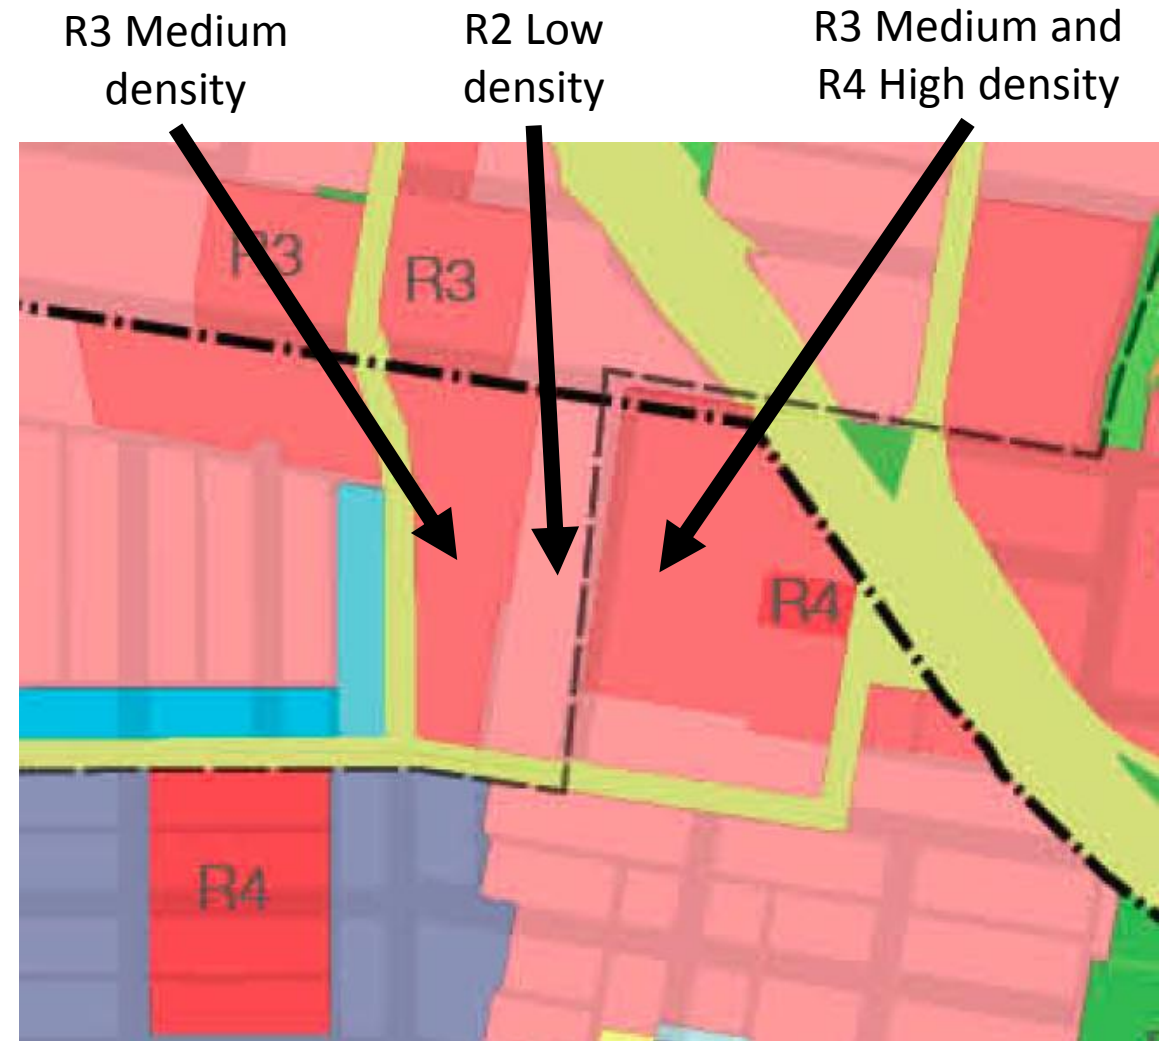 R3 Medium
density
R2 Low
density
R3 Medium and
R4 High density
R3
R3
R4
R4